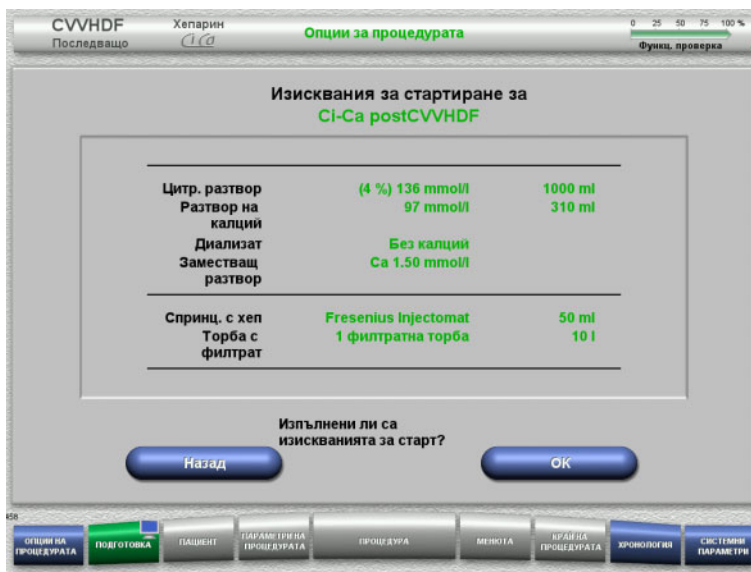 CVVHDF
Последващо
Хепарин
Ci Ca
Опции за процедурата
0 25 50 75 100 %
Функц. проверка
Изисквания за стартиране за
Ci-Ca postCVVHDF
Цитр. разтвор (4 %) 136 mmol/l 1000 ml
Разтвор на 97 mmol/l 310 ml
калций
Диализат Без калций
Заместващ Ca 1.50 mmol/l
разтвор
Спринц. с хеп Fresenius Injectomat 50 ml
Торба с 1 филтратна торба 10 l
филтрат
Изпълнени ли са
изискванията за старт?
Назад
OK
ОПЦИИ НА
ПРОЦЕДУРАТА
ПОДГОТОВКА
ПАЦИЕНТ
ПАРАМЕТРИ НА
ПРОЦЕДУРАТА
ПРОЦЕДУРА
МЕНЮТА
КРАЙ НА
ПРОЦЕДУРАТА
ХРОНОЛОГИЯ
СИСТЕМНИ
ПАРАМЕТРИ